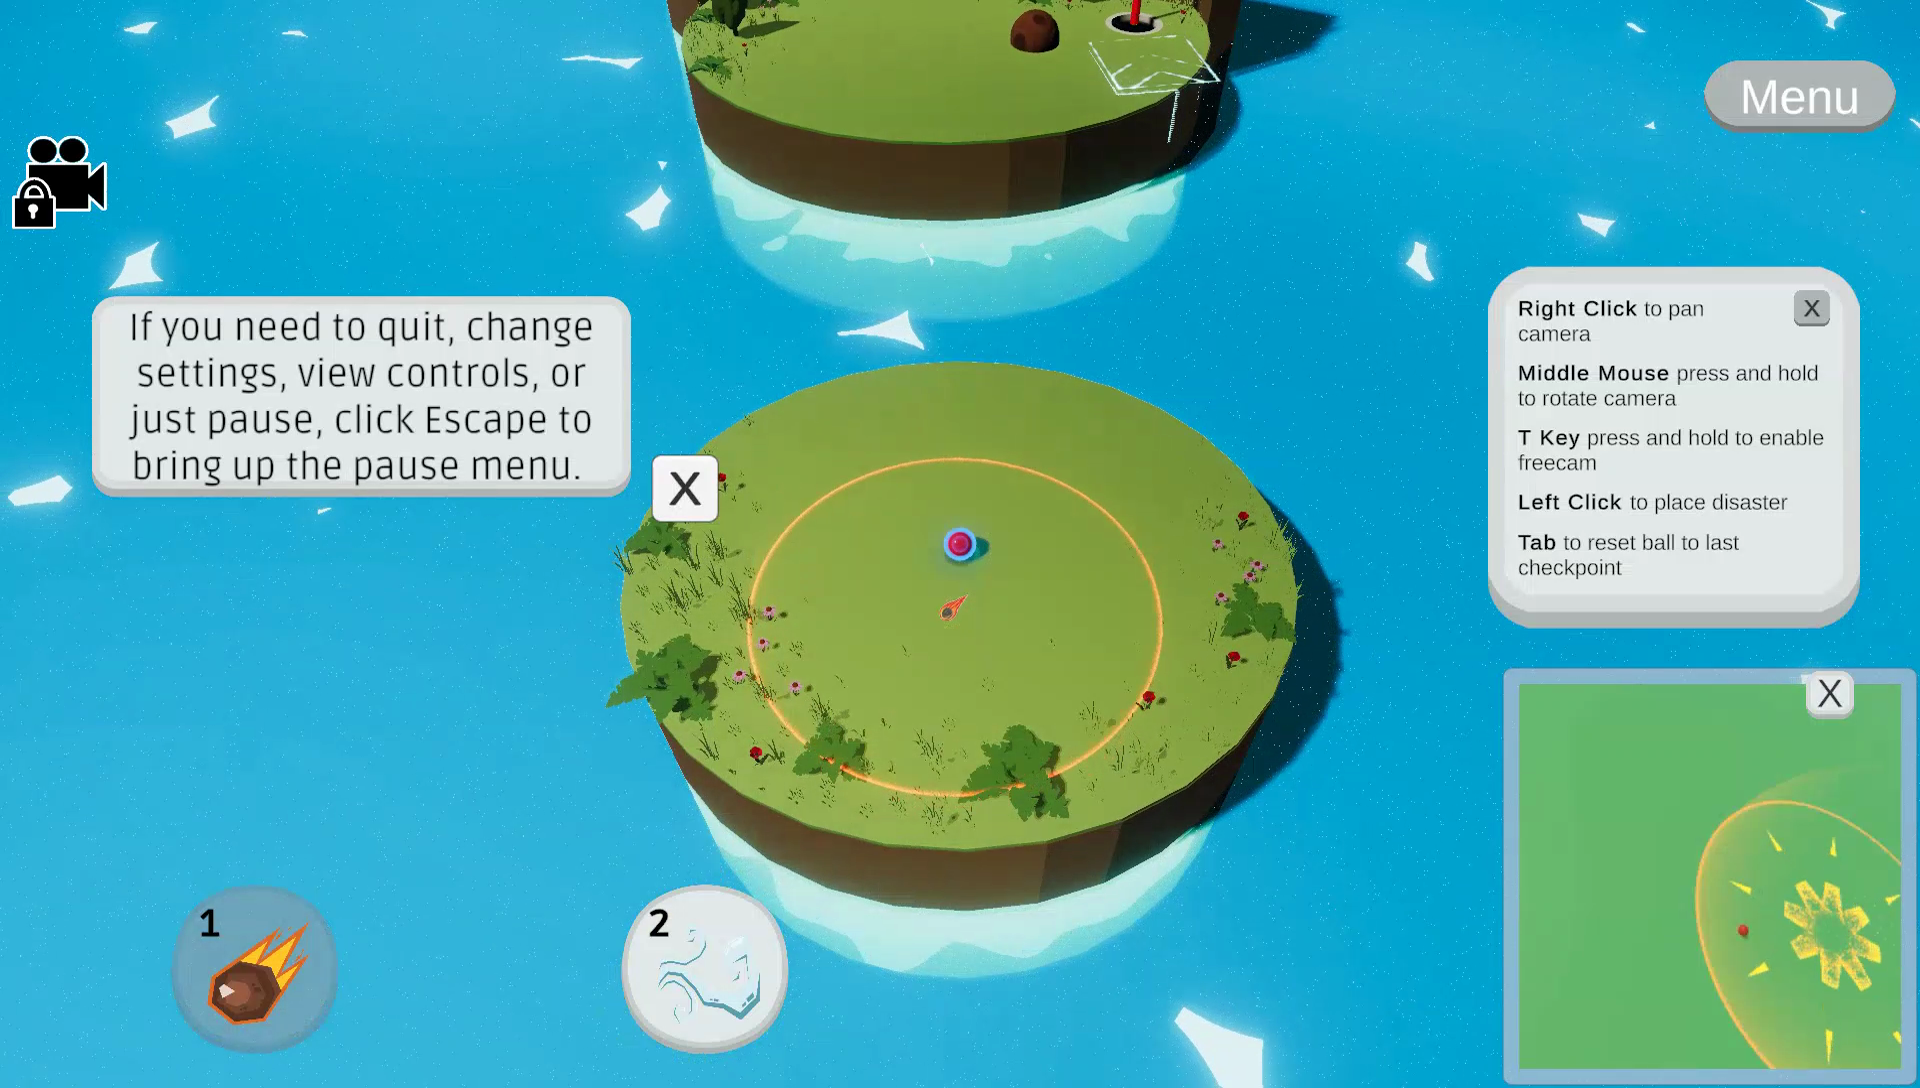 Menu
If you need to quit, change
settings, view controls, or
just pause, click Escape to
bring up the pause menu.
X
Right Click to pan
camera
X
Middle Mouse press and hold
to rotate camera
T Key press and hold to enable
freecam
Left Click to place disaster
Tab to reset ball to last
checkpoint
X
1
2